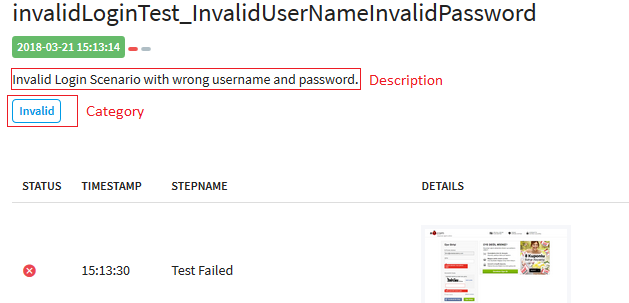 invalidLoginTest_InvalidUserNameInvalidPassword
2018-03-21 15:13:14
Invalid Login Scenario with wrong username and password. Description
Invalid Category
STATUS TIMESTAMP STEPNAME DETAILS
15:13:30 Test Failed